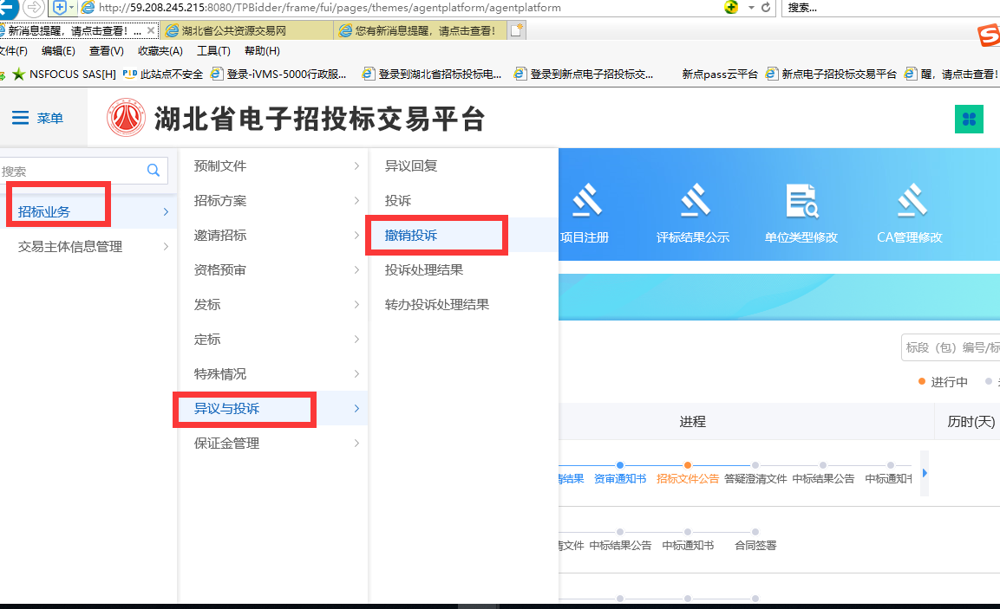 http://59.208.245.215:8080/TPBidder/frame/fui/pages/themes/agentplatform/agentplatform
搜索...
新消息提醒，请点击查看！...
湖北省公共资源交易网
您有新消息提醒，请点击查看！
文件(F) 编辑(E) 查看(V) 收藏夹(A) 工具(T) 帮助(H)
NSFOCUS SAS[H] 此站点不安全 登录-iVMS-5000行政服... 登录到湖北省招标投标电... 登录到新点电子招投标交... 新点pass云平台 新点电子招投标交易平台 醒，请点击查看！
菜单
湖北省电子招投标交易平台
搜索
招标业务
交易主体信息管理
预制文件
招标方案
邀请招标
资格预审
发标
定标
特殊情况
异议与投诉
保证金管理
异议回复
投诉
撤销投诉
投诉处理结果
转办投诉处理结果
项目注册 评标结果公示 单位类型修改 CA管理修改
标段（包）编号/标
进行中
进程 历时(天)
结果 资审通知书 招标文件公告 答疑澄清文件 中标结果公告 中标通知书
文件 中标结果公告 中标通知书 合同签署